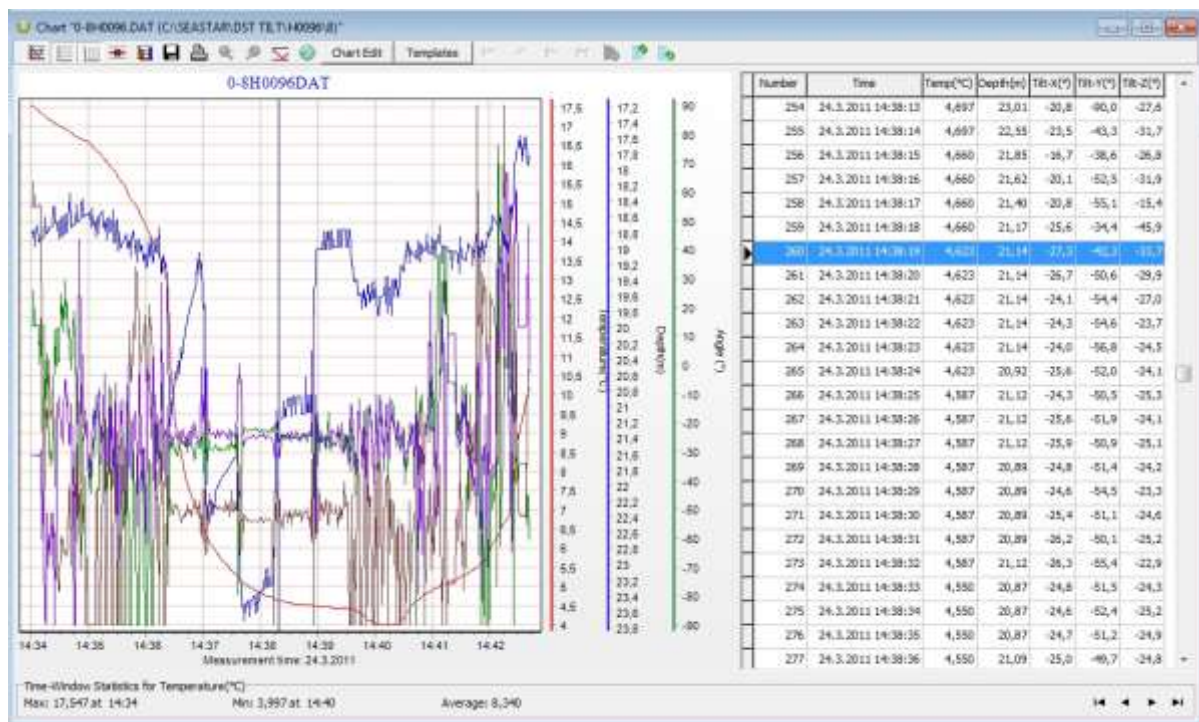 Chart "0-8H0096.DAT (C:\SEASTAR\DST TILT\H0096\8)"
Chart Edit Templates
0-8H0096DAT
17,5
17
16,5
16
15,5
15
14,5
14
13,5
13
12,5
12
11,5
11
10,5
10
9,5
9
8,5
8
7,5
7
6,5
6
5,5
5
4,5
4
Temperature(°C)
17,2
17,4
17,6
17,8
18
18,2
18,4
18,6
18,8
19
19,2
19,4
19,6
19,8
20
20,2
20,4
20,6
20,8
21
21,2
21,4
21,6
21,8
22
22,2
22,4
22,6
22,8
23
23,2
23,4
23,6
23,8
Depth(m)
90
80
70
60
50
40
30
20
10
0
-10
-20
-30
-40
-50
-60
-70
-80
-90
Angle (°)
14:34 14:35 14:36 14:37 14:38 14:39 14:40 14:41 14:42
Measurement time: 24.3.2011
Number Time Temp(°C) Depth(m) Tilt-X(°) Tilt-Y(°) Tilt-Z(°)
254 24.3.2011 14:38:13 4,697 23,01 -20,8 -90,0 -27,6
255 24.3.2011 14:38:14 4,697 22,55 -23,5 -43,3 -31,7
256 24.3.2011 14:38:15 4,660 21,85 -16,7 -38,6 -26,8
257 24.3.2011 14:38:16 4,660 21,62 -20,1 -52,5 -31,9
258 24.3.2011 14:38:17 4,660 21,40 -20,8 -55,1 -15,4
259 24.3.2011 14:38:18 4,660 21,17 -25,6 -34,4 -45,9
260 24.3.2011 14:38:19 4,623 21,14
261 24.3.2011 14:38:20 4,623 21,14 -26,7 -50,6 -29,9
262 24.3.2011 14:38:21 4,623 21,14 -24,1 -54,4 -27,0
263 24.3.2011 14:38:22 4,623 21,14 -24,3 -54,6 -23,7
264 24.3.2011 14:38:23 4,623 21,14 -24,0 -56,8 -24,5
265 24.3.2011 14:38:24 4,623 20,92 -25,6 -52,0 -24,1
266 24.3.2011 14:38:25 4,587 21,12 -24,3 -50,5 -25,3
267 24.3.2011 14:38:26 4,587 21,12 -25,6 -51,9 -24,1
268 24.3.2011 14:38:27 4,587 21,12 -25,9 -50,9 -25,1
269 24.3.2011 14:38:28 4,587 20,89 -24,8 -51,4 -24,2
270 24.3.2011 14:38:29 4,587 20,89 -24,6 -54,5 -23,3
271 24.3.2011 14:38:30 4,587 20,89 -25,4 -51,1 -24,6
272 24.3.2011 14:38:31 4,587 20,89 -26,2 -50,1 -25,2
273 24.3.2011 14:38:32 4,587 21,12 -26,3 -55,4 -22,9
274 24.3.2011 14:38:33 4,550 20,87 -24,8 -51,5 -24,3
275 24.3.2011 14:38:34 4,550 20,87 -24,6 -52,4 -25,2
276 24.3.2011 14:38:35 4,550 20,87 -24,7 -51,2 -24,9
277 24.3.2011 14:38:36 4,550 21,09 -25,0 -49,7 -24,8
Time-Window Statistics for Temperature(°C)
Max: 17,547 at 14:34 Min: 3,997 at 14:40 Average: 8,340